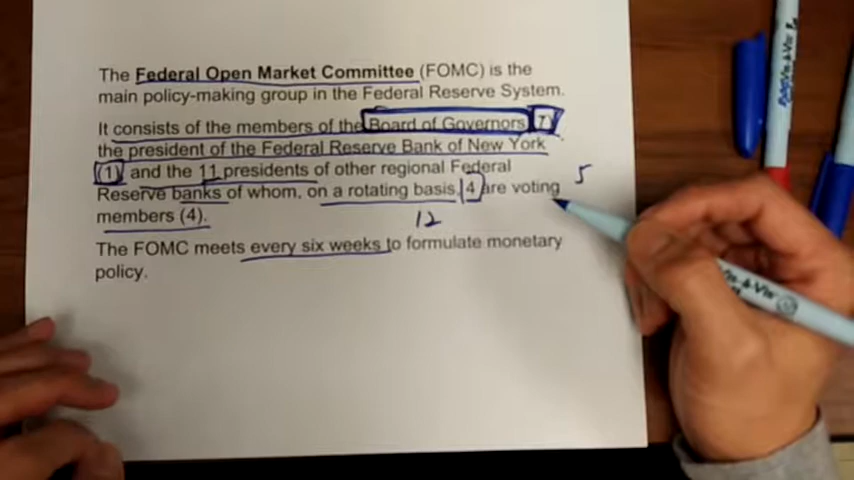 The Federal Open Market Committee (FOMC) is the
main policy-making group in the Federal Reserve System.
It consists of the members of the Board of Governors (7)
the president of the Federal Reserve Bank of New York
(1) and the 11 presidents of other regional Federal
Reserve banks of whom, on a rotating basis, 4 are voting 5
members (4).
12
The FOMC meets every six weeks to formulate monetary
policy.